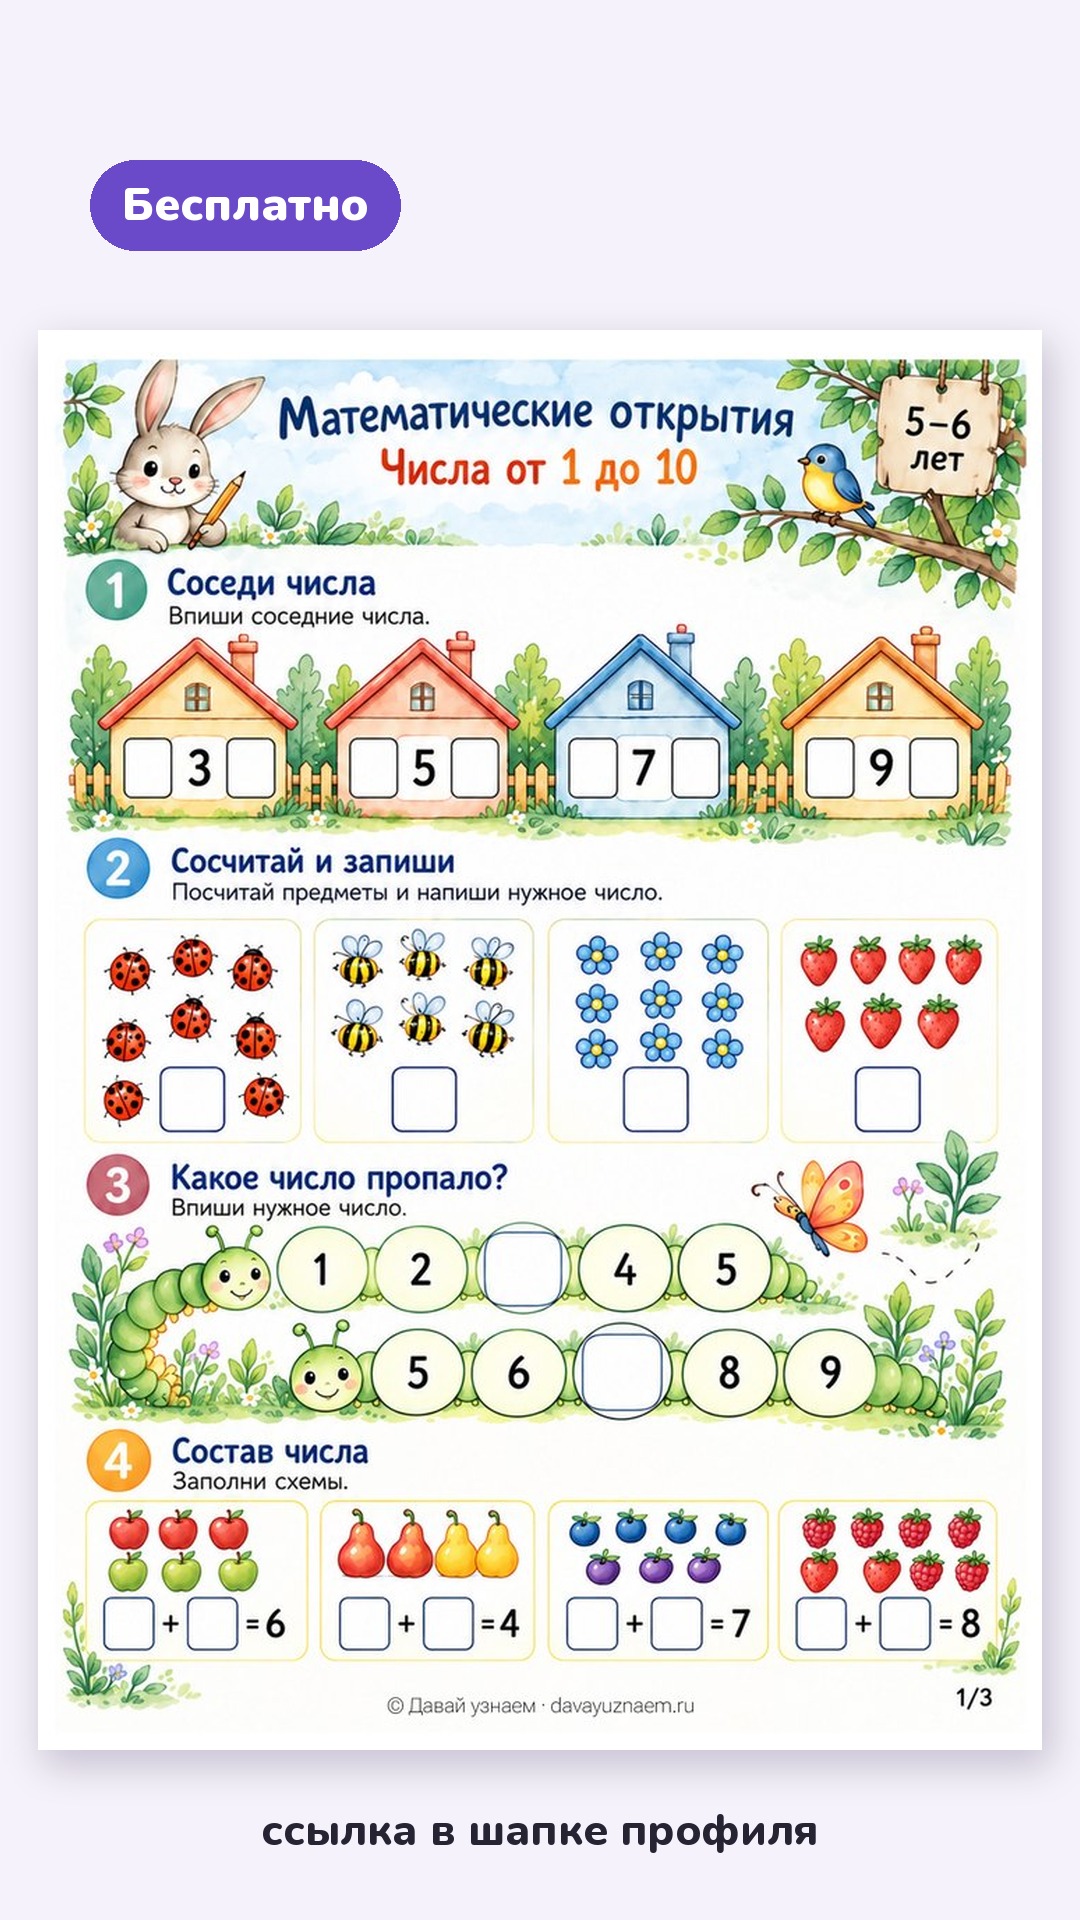 Бесплатно
Математические открытия
Числа от 1 до 10
5–6
лет
1 Соседи числа
Впиши соседние числа.
3 5 7 9
2 Сосчитай и запиши
Посчитай предметы и напиши нужное число.
3 Какое число пропало?
Впиши нужное число.
1 2 4 5
5 6 8 9
4 Состав числа
Заполни схемы.
+ =6 + =4 + =7 + =8
© Давай узнаем · davayuznaem.ru
1/3
ссылка в шапке профиля